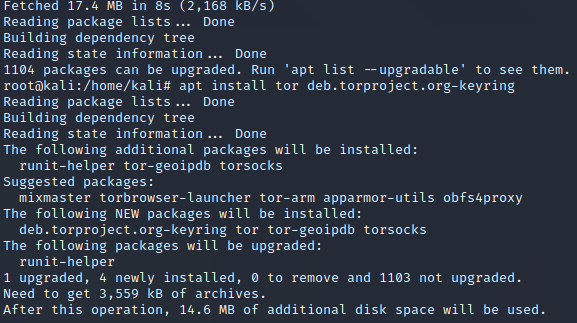 Fetched 17.4 MB in 8s (2,168 kB/s)
Reading package lists... Done
Building dependency tree
Reading state information... Done
1104 packages can be upgraded. Run 'apt list --upgradable' to see them.
root@kali:/home/kali# apt install tor deb.torproject.org-keyring
Reading package lists... Done
Building dependency tree
Reading state information... Done
The following additional packages will be installed:
  runit-helper tor-geoipdb torsocks
Suggested packages:
  mixmaster torbrowser-launcher tor-arm apparmor-utils obfs4proxy
The following NEW packages will be installed:
  deb.torproject.org-keyring tor tor-geoipdb torsocks
The following packages will be upgraded:
  runit-helper
1 upgraded, 4 newly installed, 0 to remove and 1103 not upgraded.
Need to get 3,559 kB of archives.
After this operation, 14.6 MB of additional disk space will be used.